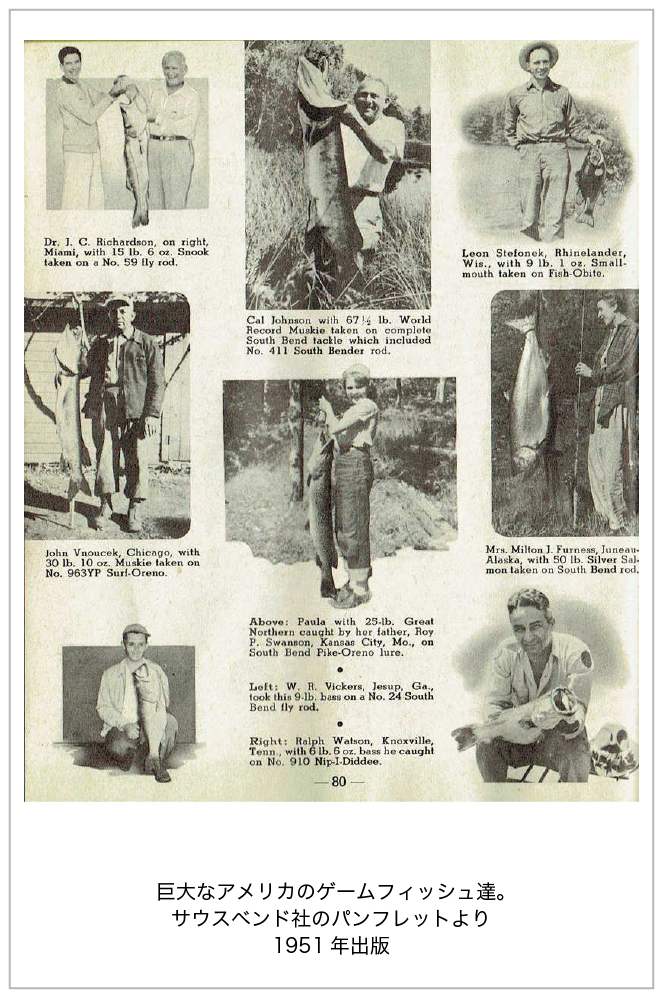 Dr. J. C. Richardson, on right,
Miami, with 15 lb. 6 oz. Snook
taken on a No. 59 fly rod.
Cal Johnson with 67½ lb. World
Record Muskie taken on complete
South Bend tackle which included
No. 411 South Bender rod.
Leon Stefonek, Rhinelander,
Wis., with 9 lb. 1 oz. Small-
mouth taken on Fish-Obite.
John Vnoucek, Chicago, with
30 lb. 10 oz. Muskie taken on
No. 963YP Surf-Oreno.
Mrs. Milton J. Furness, Juneau-
Alaska, with 50 lb. Silver Sal-
mon taken on South Bend rod.
Above: Paula with 25-lb. Great
Northern caught by her father, Roy
P. Swanson, Kansas City, Mo., on
South Bend Pike-Oreno lure.
Left: W. R. Vickers, Jesup, Ga.,
took this 9-lb. bass on a No. 24 South
Bend fly rod.
Right: Ralph Watson, Knoxville,
Tenn., with 6 lb. 6 oz. bass he caught
on No. 910 Nip-I-Diddee.
— 80 —
巨大なアメリカのゲームフィッシュ達。
サウスベンド社のパンフレットより
1951 年出版